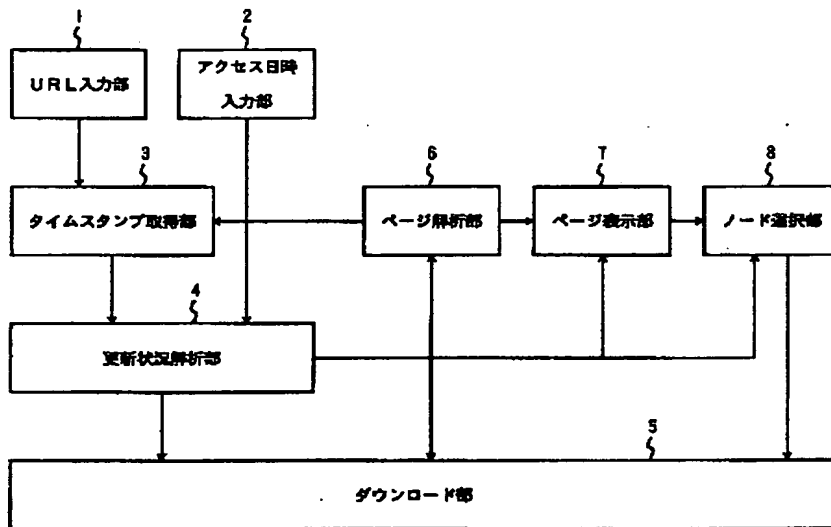 1
2
URL入力部
アクセス日時
入力部
3
6
7
8
タイムスタンプ取得部
ページ解析部
ページ表示部
ノード選択部
4
更新状況解析部
5
ダウンロード部